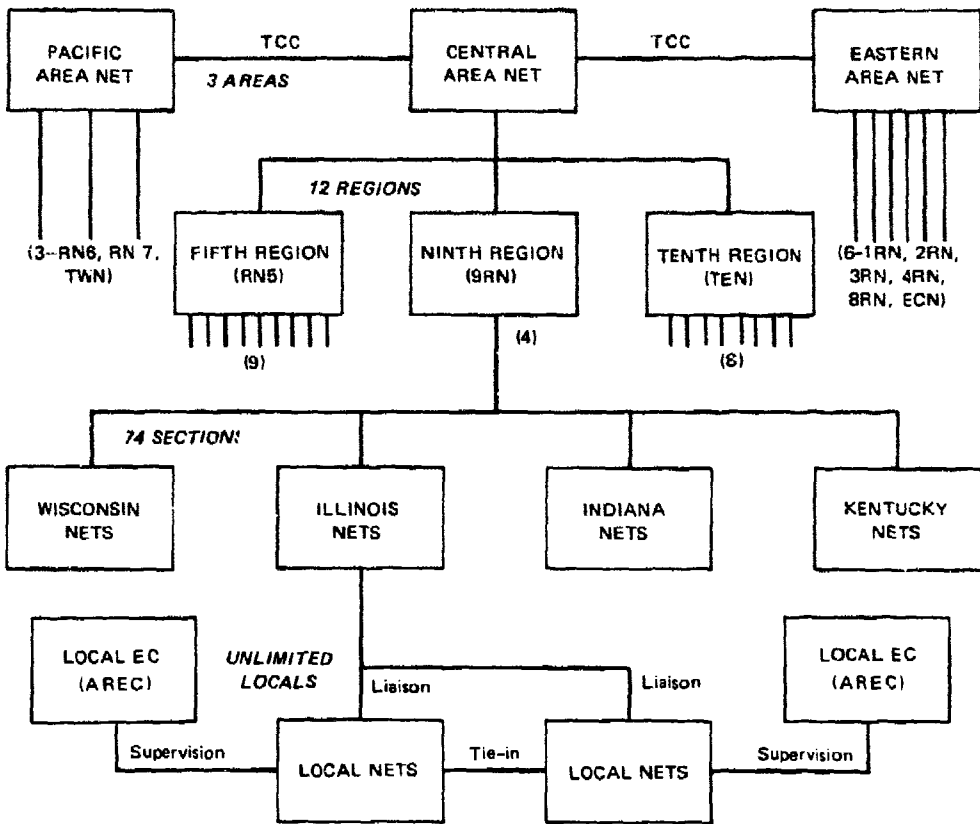 PACIFIC
AREA NET
TCC
3 AREAS
CENTRAL
AREA NET
TCC
EASTERN
AREA NET
12 REGIONS
(3--RN6, RN 7,
TWN)
FIFTH REGION
(RN5)
(9)
NINTH REGION
(9RN)
(4)
TENTH REGION
(TEN)
(8)
(6-1RN, 2RN,
3RN, 4RN,
8RN, ECN)
74 SECTIONS
WISCONSIN
NETS
ILLINOIS
NETS
INDIANA
NETS
KENTUCKY
NETS
LOCAL EC
(AREC)
UNLIMITED
LOCALS
Liaison
Liaison
LOCAL EC
(AREC)
Supervision
LOCAL NETS
Tie-in
LOCAL NETS
Supervision